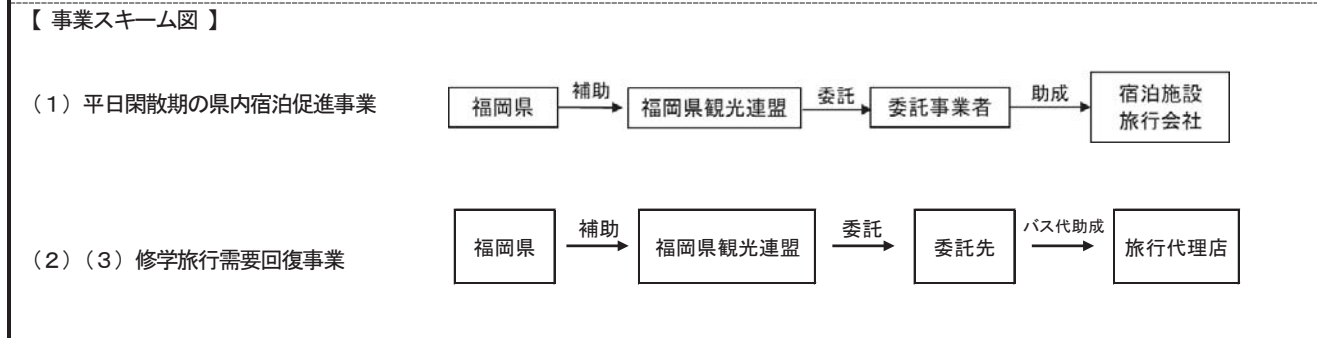 【 事業スキーム図 】
(1)平日閑散期の県内宿泊促進事業
福岡県
補助
福岡県観光連盟
委託
委託事業者
助成
宿泊施設
旅行会社
(2)(3)修学旅行需要回復事業
福岡県
補助
福岡県観光連盟
委託
委託先
バス代助成
旅行代理店